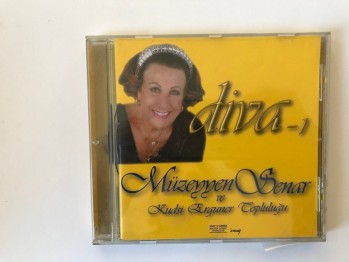 diva-1
Müzeyyen Senar
ve
Kudsi Erguner Topluluğu